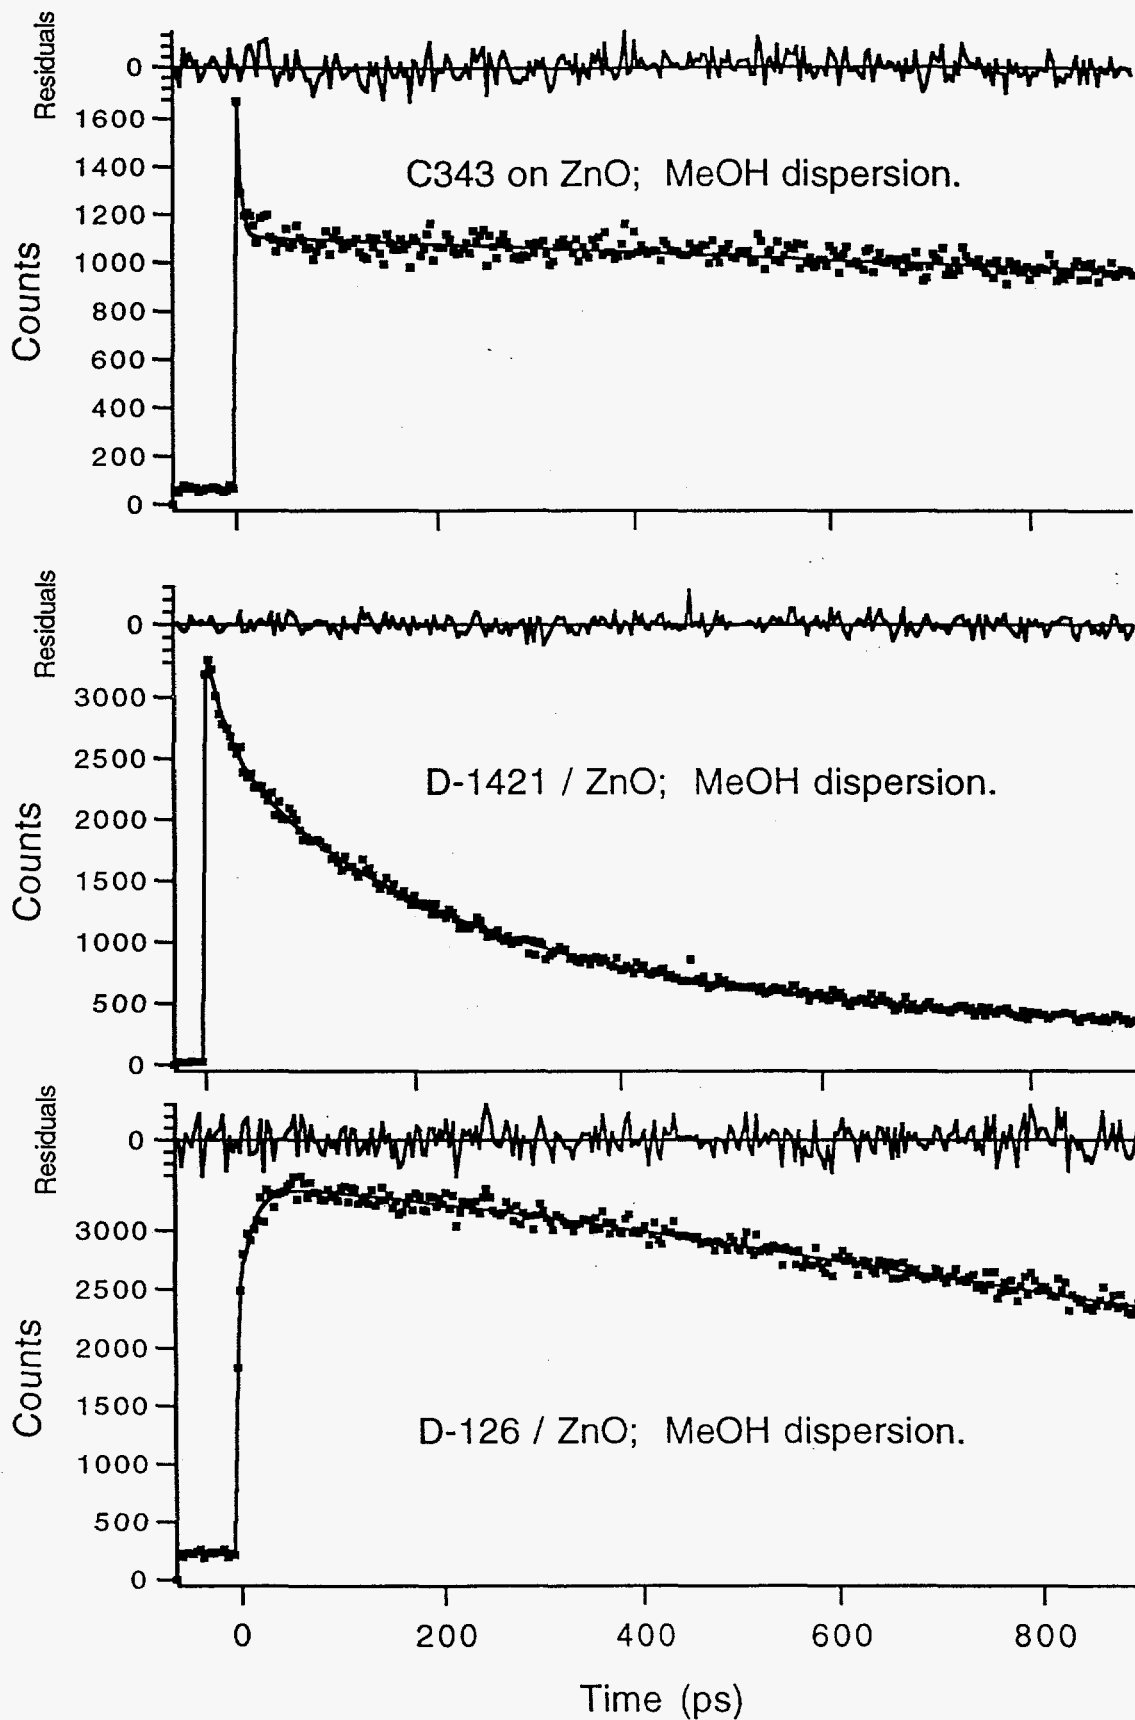 Residuals
0
1600
1400
1200
1000
800
600
400
200
0
Counts
C343 on ZnO; MeOH dispersion.
Residuals
0
3000
2500
2000
1500
1000
500
0
Counts
D-1421 / ZnO; MeOH dispersion.
Residuals
0
3000
2500
2000
1500
1000
500
0
Counts
D-126 / ZnO; MeOH dispersion.
0 200 400 600 800
Time (ps)